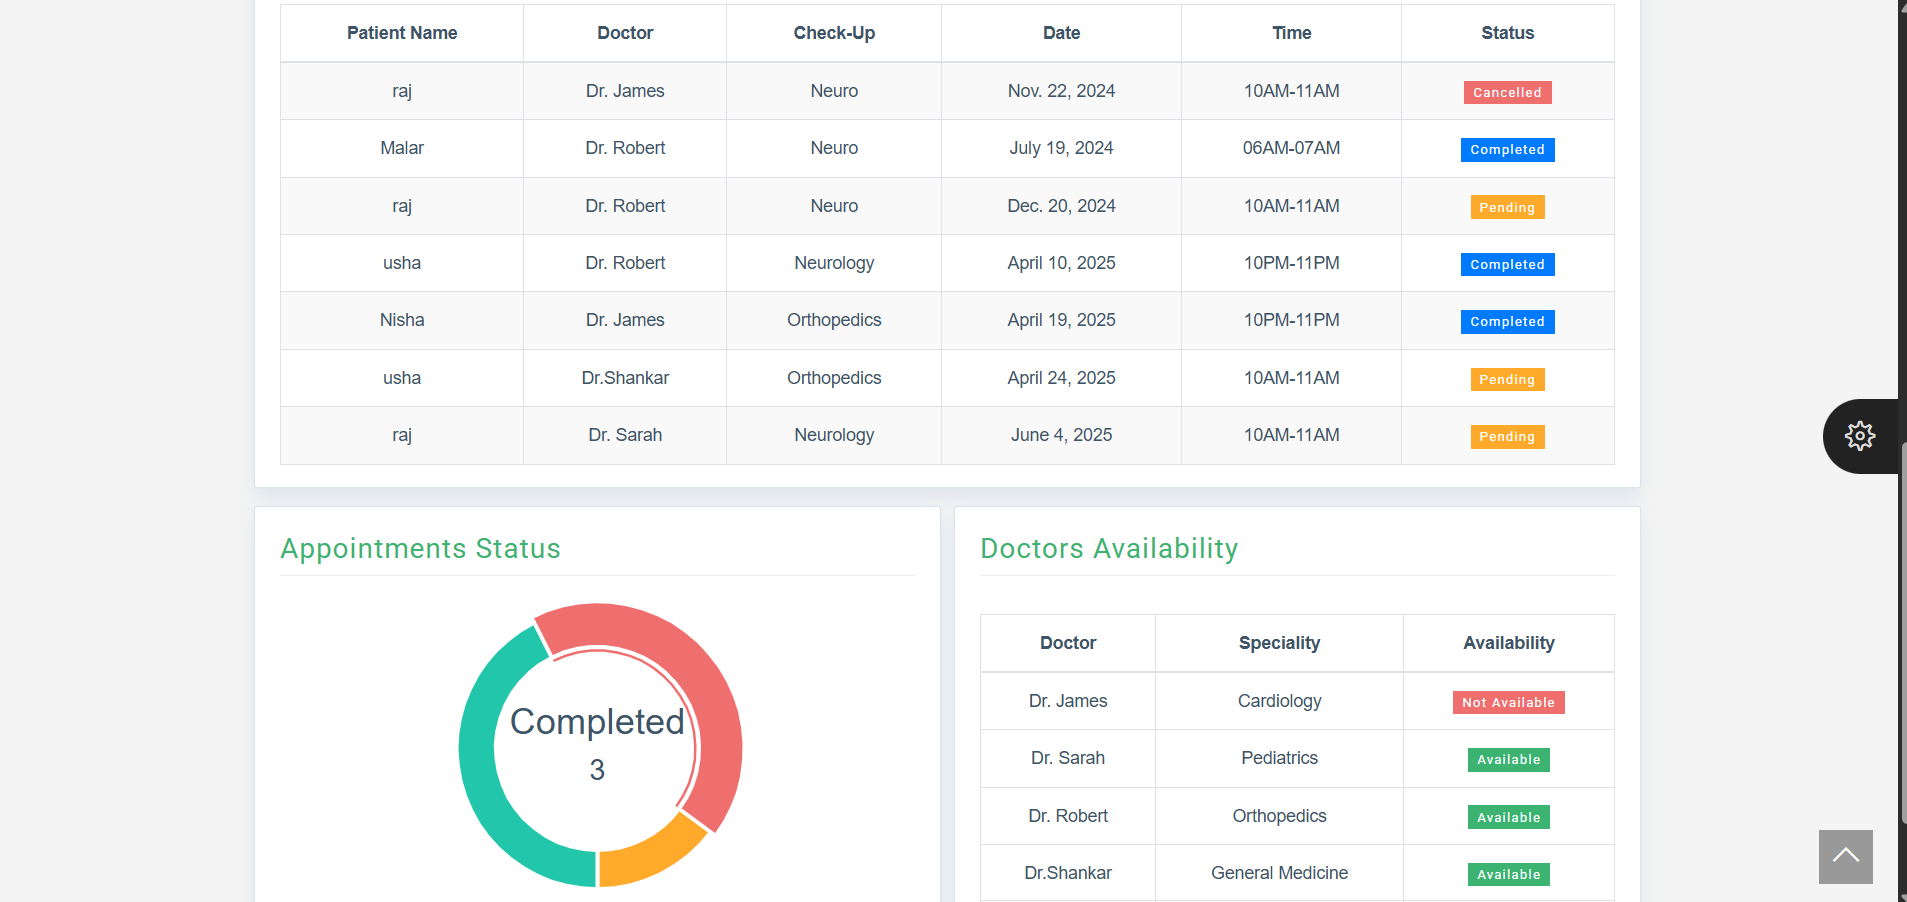 Patient Name Doctor Check-Up Date Time Status
raj Dr. James Neuro Nov. 22, 2024 10AM-11AM Cancelled
Malar Dr. Robert Neuro July 19, 2024 06AM-07AM Completed
raj Dr. Robert Neuro Dec. 20, 2024 10AM-11AM Pending
usha Dr. Robert Neurology April 10, 2025 10PM-11PM Completed
Nisha Dr. James Orthopedics April 19, 2025 10PM-11PM Completed
usha Dr.Shankar Orthopedics April 24, 2025 10AM-11AM Pending
raj Dr. Sarah Neurology June 4, 2025 10AM-11AM Pending
Appointments Status
Completed
3
Doctors Availability
Doctor Speciality Availability
Dr. James Cardiology Not Available
Dr. Sarah Pediatrics Available
Dr. Robert Orthopedics Available
Dr.Shankar General Medicine Available